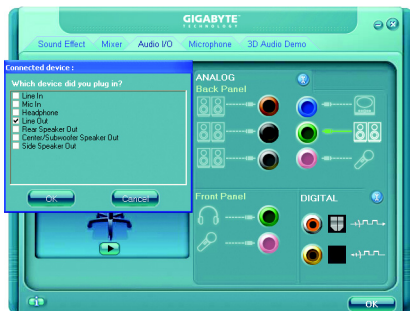 GIGABYTE
TECHNOLOGY
Sound Effect Mixer Audio I/O Microphone 3D Audio Demo
Connected device :
Which device did you plug in?
Line In
Mic In
Headphone
Line Out
Rear Speaker Out
Center/Subwoofer Speaker Out
Side Speaker Out
OK Cancel
ANALOG
Back Panel
Front Panel
DIGITAL
OK